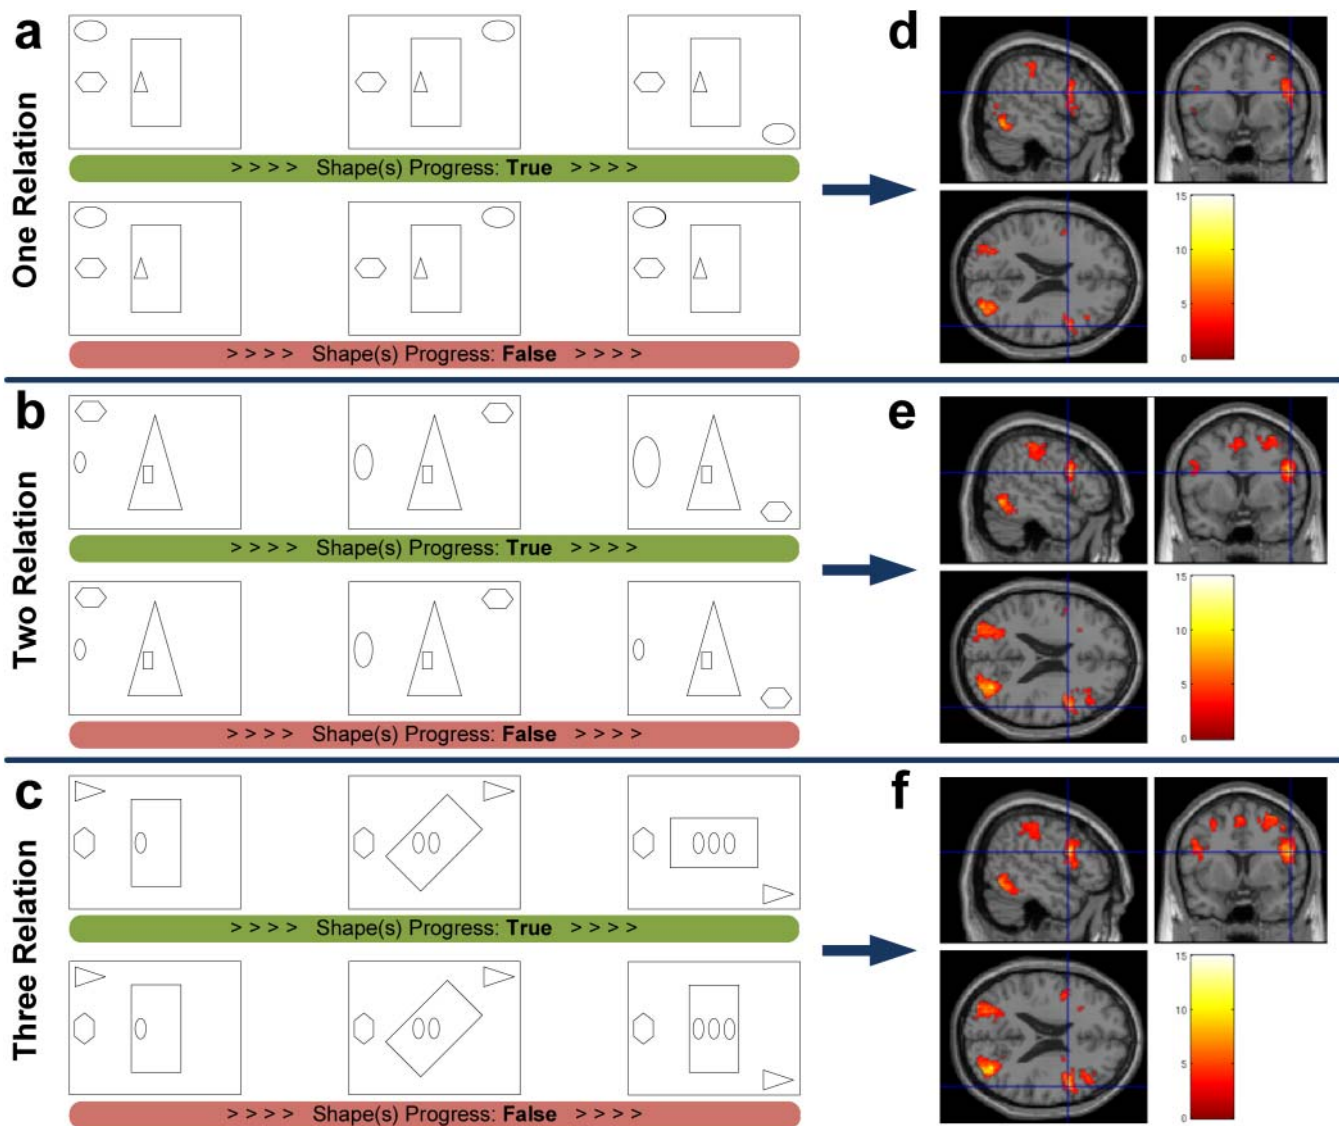 a
One Relation
> > > > Shape(s) Progress: True > > > >
> > > > Shape(s) Progress: False > > > >
d
15
10
5
0
b
Two Relation
> > > > Shape(s) Progress: True > > > >
> > > > Shape(s) Progress: False > > > >
e
15
10
5
0
c
Three Relation
> > > > Shape(s) Progress: True > > > >
> > > > Shape(s) Progress: False > > > >
f
15
10
5
0